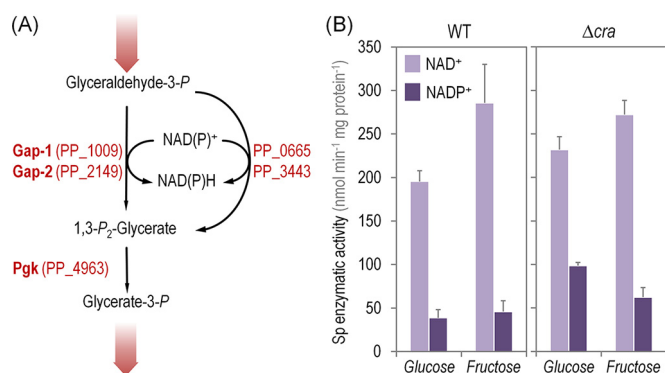 (A)
Glyceraldehyde-3-P
Gap-1 (PP_1009)
Gap-2 (PP_2149)
NAD(P)+
NAD(P)H
PP_0665
PP_3443
1,3-P2-Glycerate
Pgk (PP_4963)
Glycerate-3-P
(B)
WT
Δcra
Sp enzymatic activity (nmol min⁻¹ mg protein⁻¹)
350
300
250
200
150
100
50
0
NAD+
NADP+
Glucose
Fructose
Glucose
Fructose